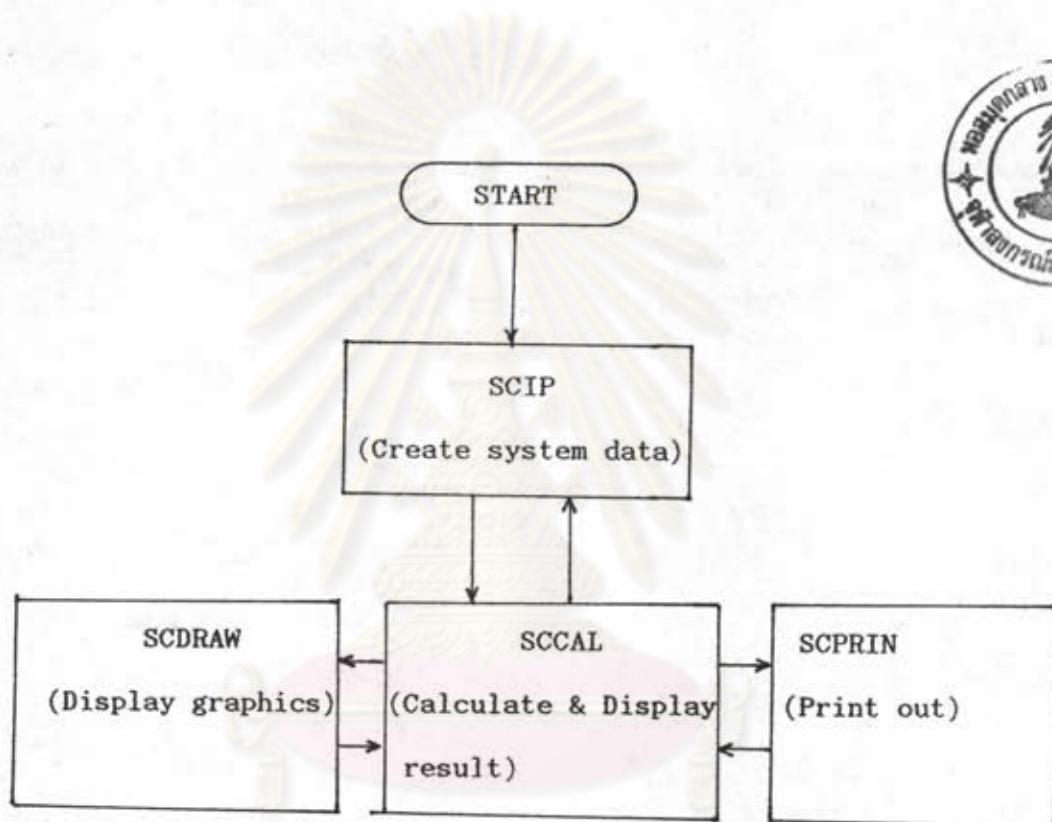 START
SCIP
(Create system data)
SCDRAW
(Display graphics)
SCCAL
(Calculate & Display
result)
SCPRIN
(Print out)